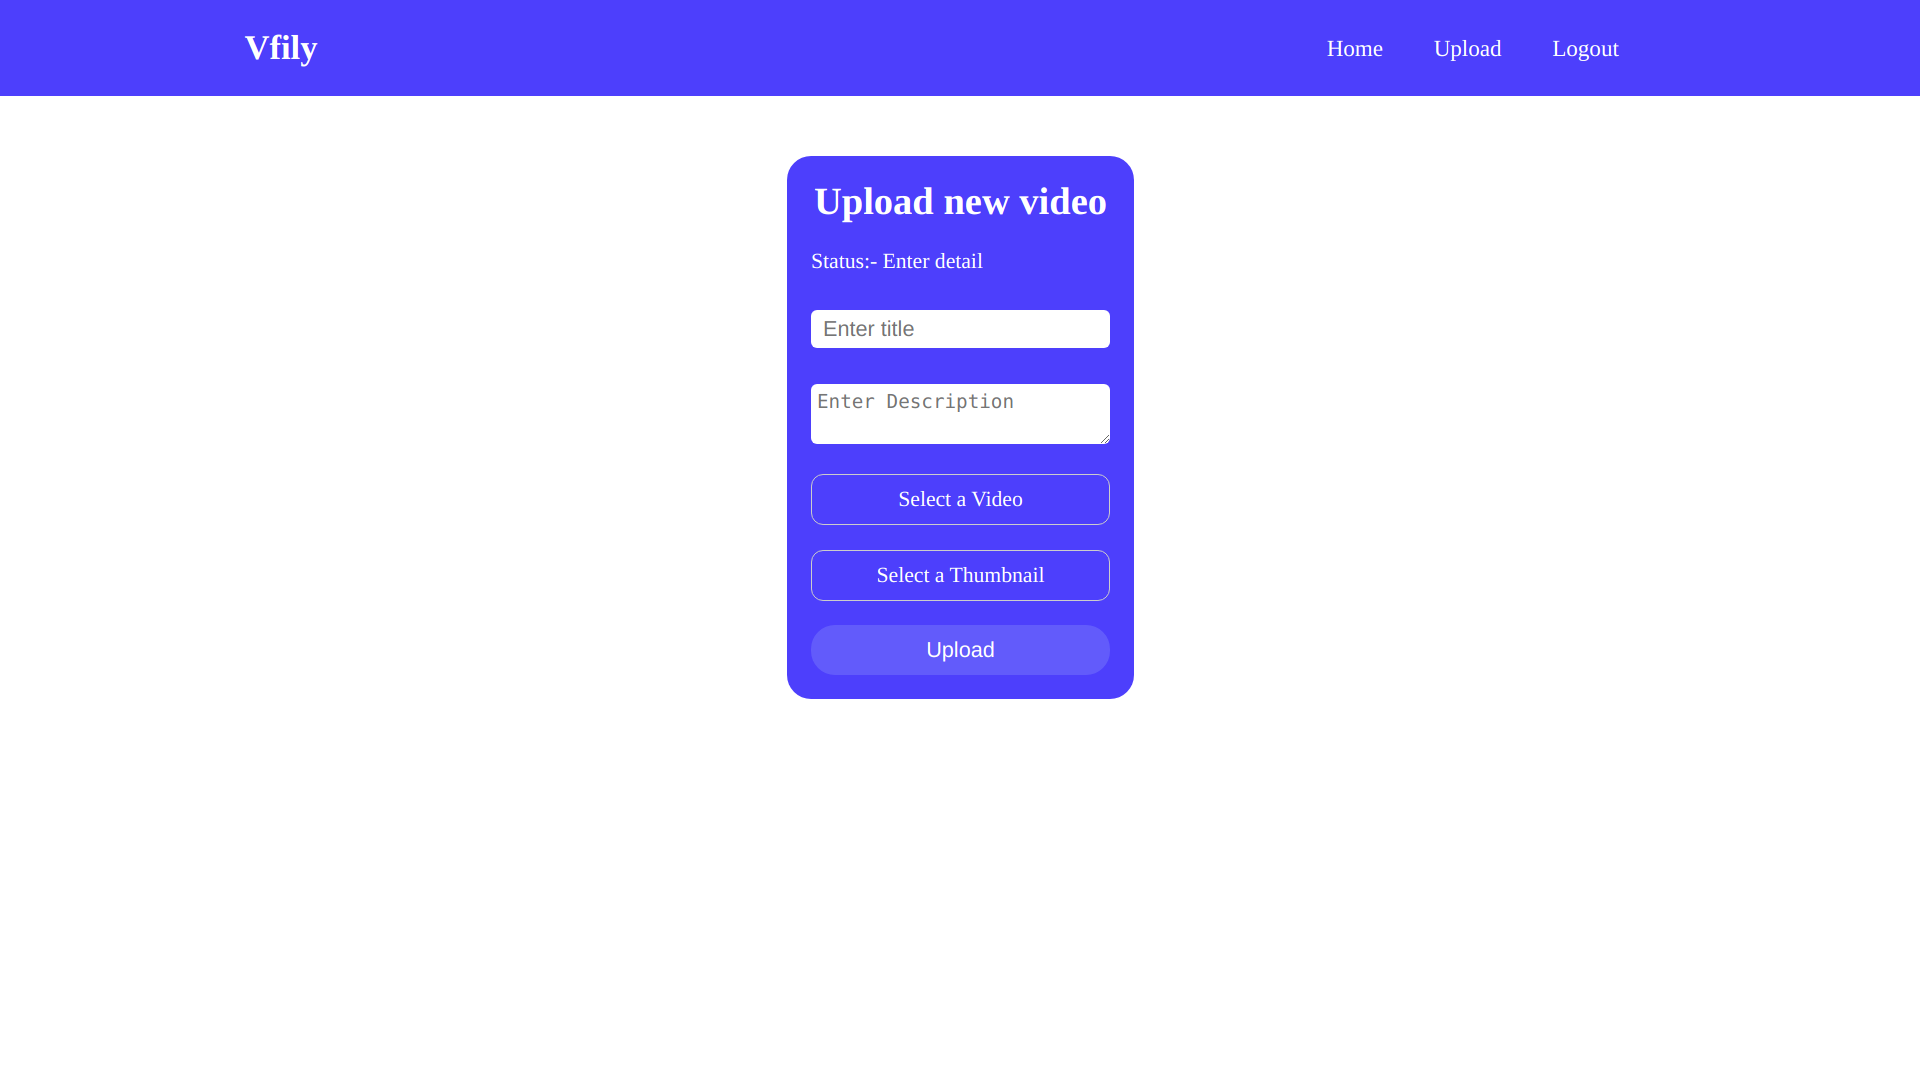 Vfily
Home Upload Logout
Upload new video
Status:- Enter detail
Enter title
Enter Description
Select a Video
Select a Thumbnail
Upload